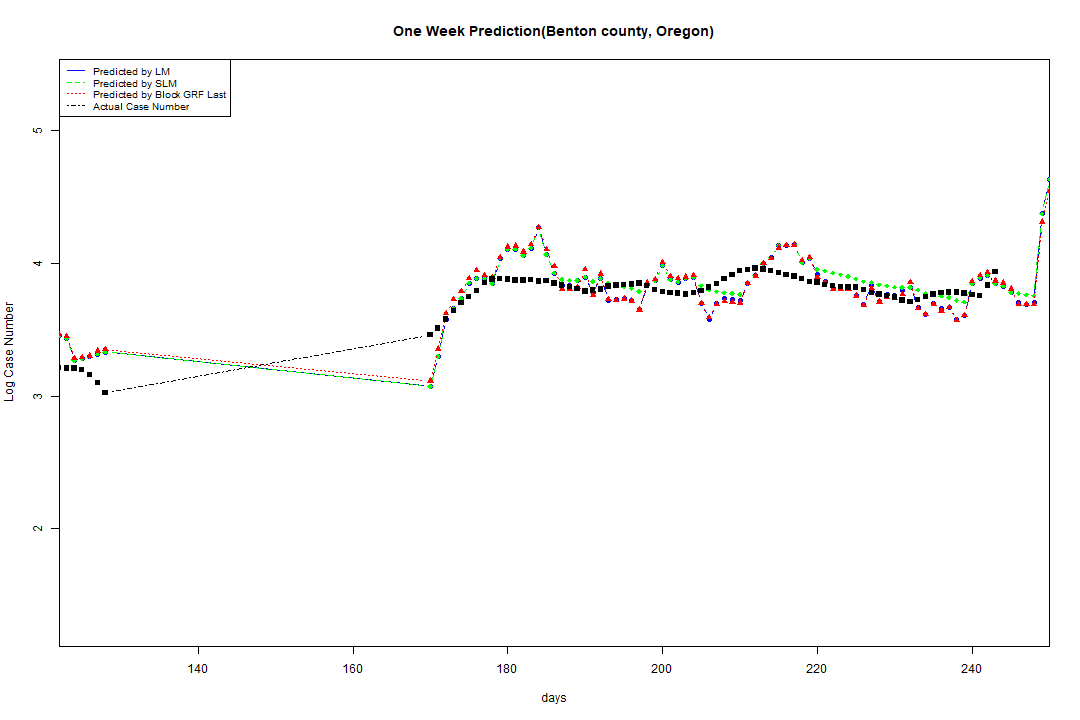 One Week Prediction(Benton county, Oregon)
Predicted by LM
Predicted by SLM
Predicted by Block GRF Last
Actual Case Number
5
4
3
2
Log Case Number
140 160 180 200 220 240
days